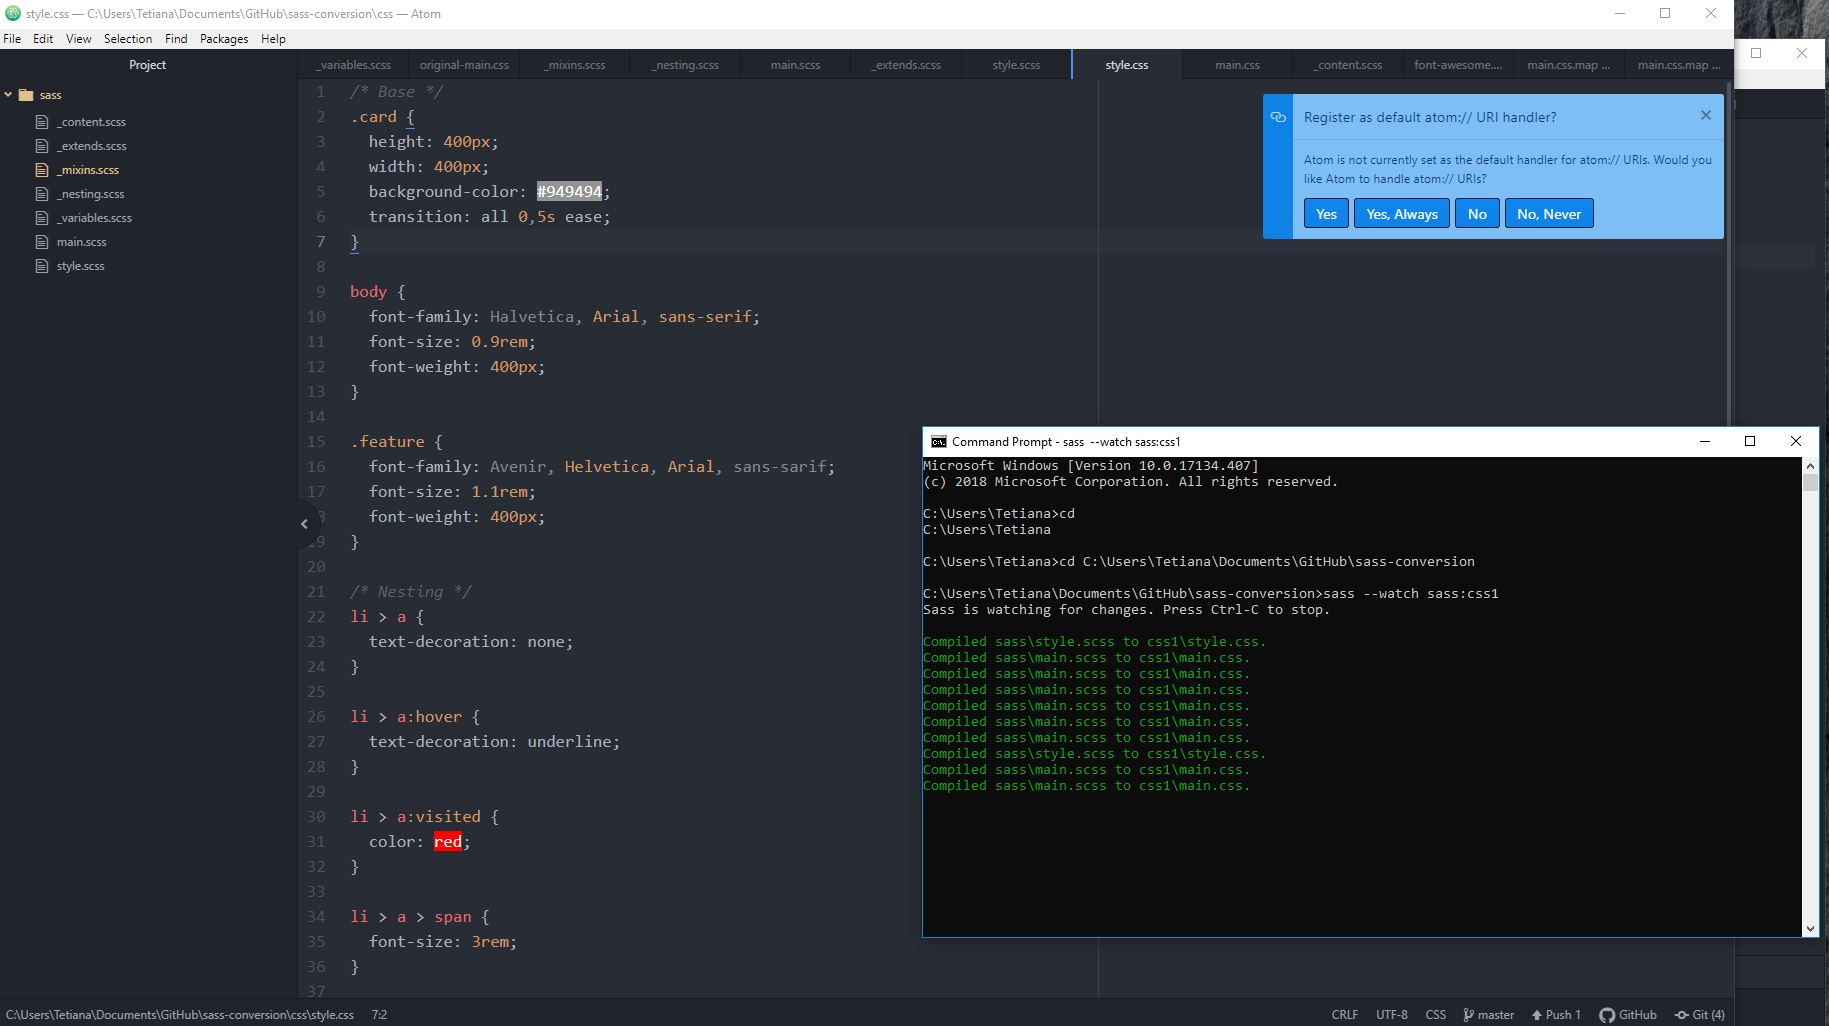 style.css — C:\Users\Tetiana\Documents\GitHub\sass-conversion\css — Atom
File Edit View Selection Find Packages Help
Project
sass
_content.scss
_extends.scss
_mixins.scss
_nesting.scss
_variables.scss
main.scss
style.scss
_variables.scss original-main.css _mixins.scss _nesting.scss main.scss _extends.scss style.scss style.css main.css _content.scss font-awesome.... main.css.map ... main.css.map ...
1 /* Base */
2 .card {
3 height: 400px;
4 width: 400px;
5 background-color: #949494;
6 transition: all 0,5s ease;
7 }
8
9 body {
10 font-family: Halvetica, Arial, sans-serif;
11 font-size: 0.9rem;
12 font-weight: 400px;
13 }
14
15 .feature {
16 font-family: Avenir, Helvetica, Arial, sans-sarif;
17 font-size: 1.1rem;
18 font-weight: 400px;
19 }
20
21 /* Nesting */
22 li > a {
23 text-decoration: none;
24 }
25
26 li > a:hover {
27 text-decoration: underline;
28 }
29
30 li > a:visited {
31 color: red;
32 }
33
34 li > a > span {
35 font-size: 3rem;
36 }
37
Register as default atom:// URI handler?
Atom is not currently set as the default handler for atom:// URIs. Would you
like Atom to handle atom:// URIs?
Yes Yes, Always No No, Never
Command Prompt - sass --watch sass:css1
Microsoft Windows [Version 10.0.17134.407]
(c) 2018 Microsoft Corporation. All rights reserved.
C:\Users\Tetiana>cd
C:\Users\Tetiana
C:\Users\Tetiana>cd C:\Users\Tetiana\Documents\GitHub\sass-conversion
C:\Users\Tetiana\Documents\GitHub\sass-conversion>sass --watch sass:css1
Sass is watching for changes. Press Ctrl-C to stop.
Compiled sass\style.scss to css1\style.css.
Compiled sass\main.scss to css1\main.css.
Compiled sass\main.scss to css1\main.css.
Compiled sass\main.scss to css1\main.css.
Compiled sass\main.scss to css1\main.css.
Compiled sass\main.scss to css1\main.css.
Compiled sass\main.scss to css1\main.css.
Compiled sass\style.scss to css1\style.css.
Compiled sass\main.scss to css1\main.css.
Compiled sass\main.scss to css1\main.css.
C:\Users\Tetiana\Documents\GitHub\sass-conversion\css\style.css 7:2
CRLF UTF-8 CSS master Push 1 GitHub Git (4)